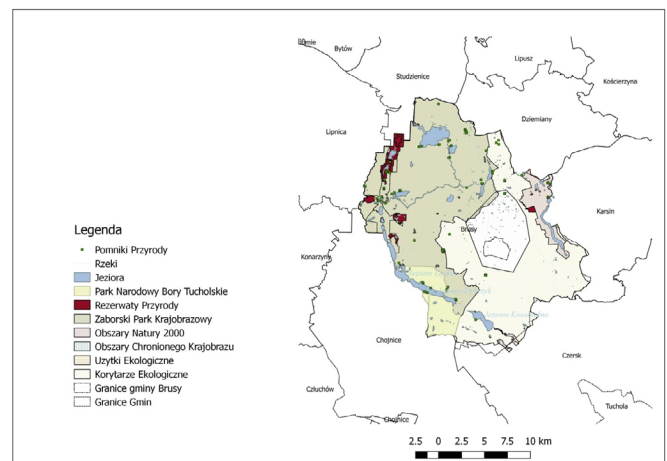 Bytów
Lipusz
Studzienice
Kościerzyna
Dziemiany
Lipnica
Karsin
Brusy
Legenda
Pomniki Przyrody
Rzeki
Jeziora
Park Narodowy Bory Tucholskie
Rezerwaty Przyrody
Zaborski Park Krajobrazowy
Obszary Natury 2000
Obszary Chronionego Krajobrazu
Użytki Ekologiczne
Korytarze Ekologiczne
Granice gminy Brusy
Granice Gmin
Konarzyny
Chojnice
Czersk
Człuchów
Tuchola
Chojnice
2.5 0 2.5 5 7.5 10 km